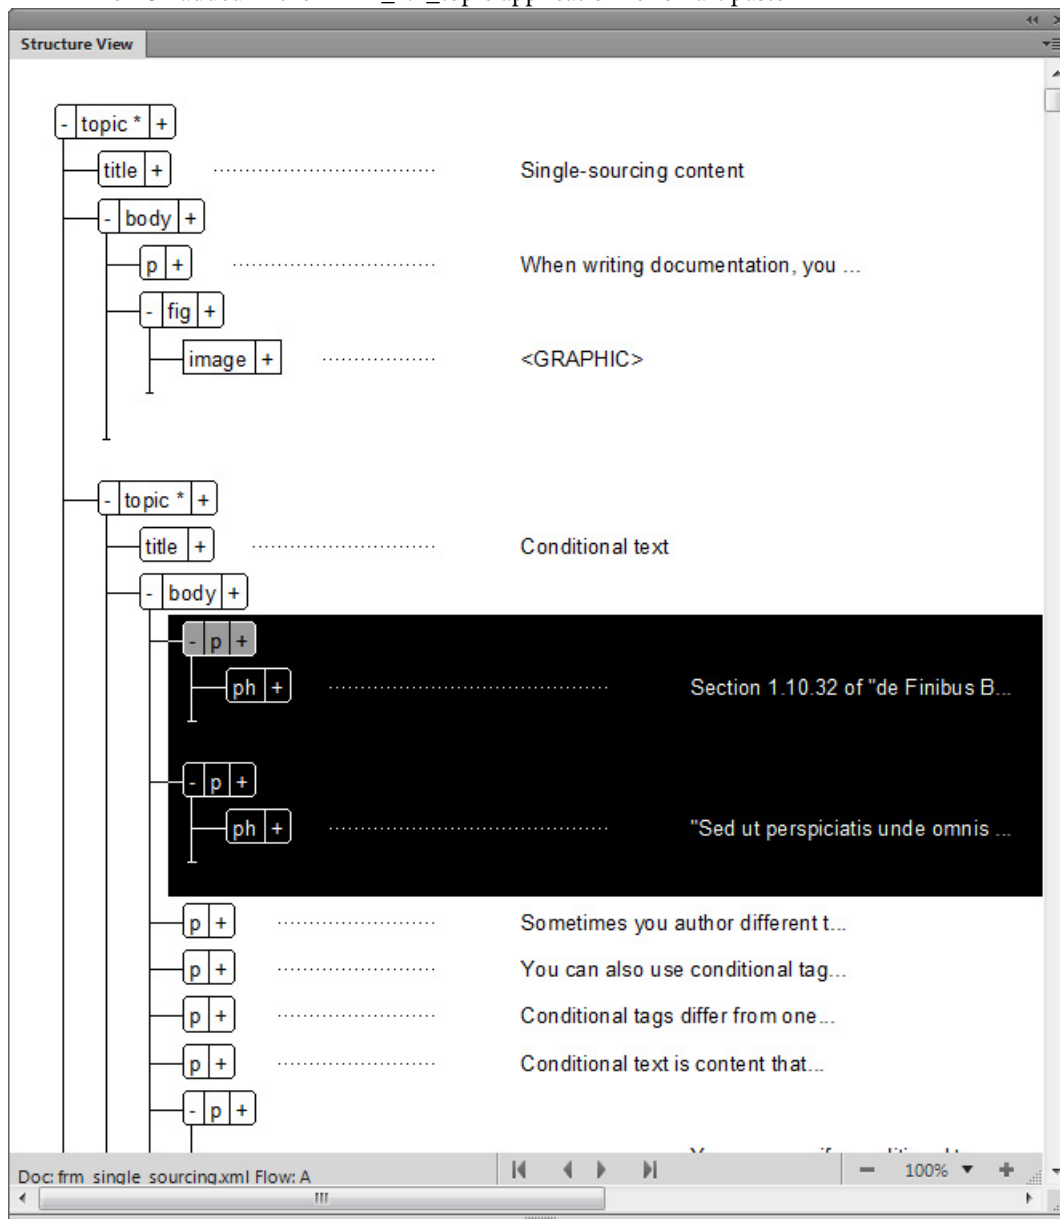 Structure View
- topic * +
title + Single-sourcing content
- body +
p + When writing documentation, you ...
- fig +
image + <GRAPHIC>
- topic * +
title + Conditional text
- body +
- p +
ph + Section 1.10.32 of "de Finibus B...
- p +
ph + "Sed ut perspiciatis unde omnis ...
p + Sometimes you author different t...
p + You can also use conditional tag...
p + Conditional tags differ from one...
p + Conditional text is content that...
- p +
Doc: frm_single_sourcing.xml Flow: A 100%